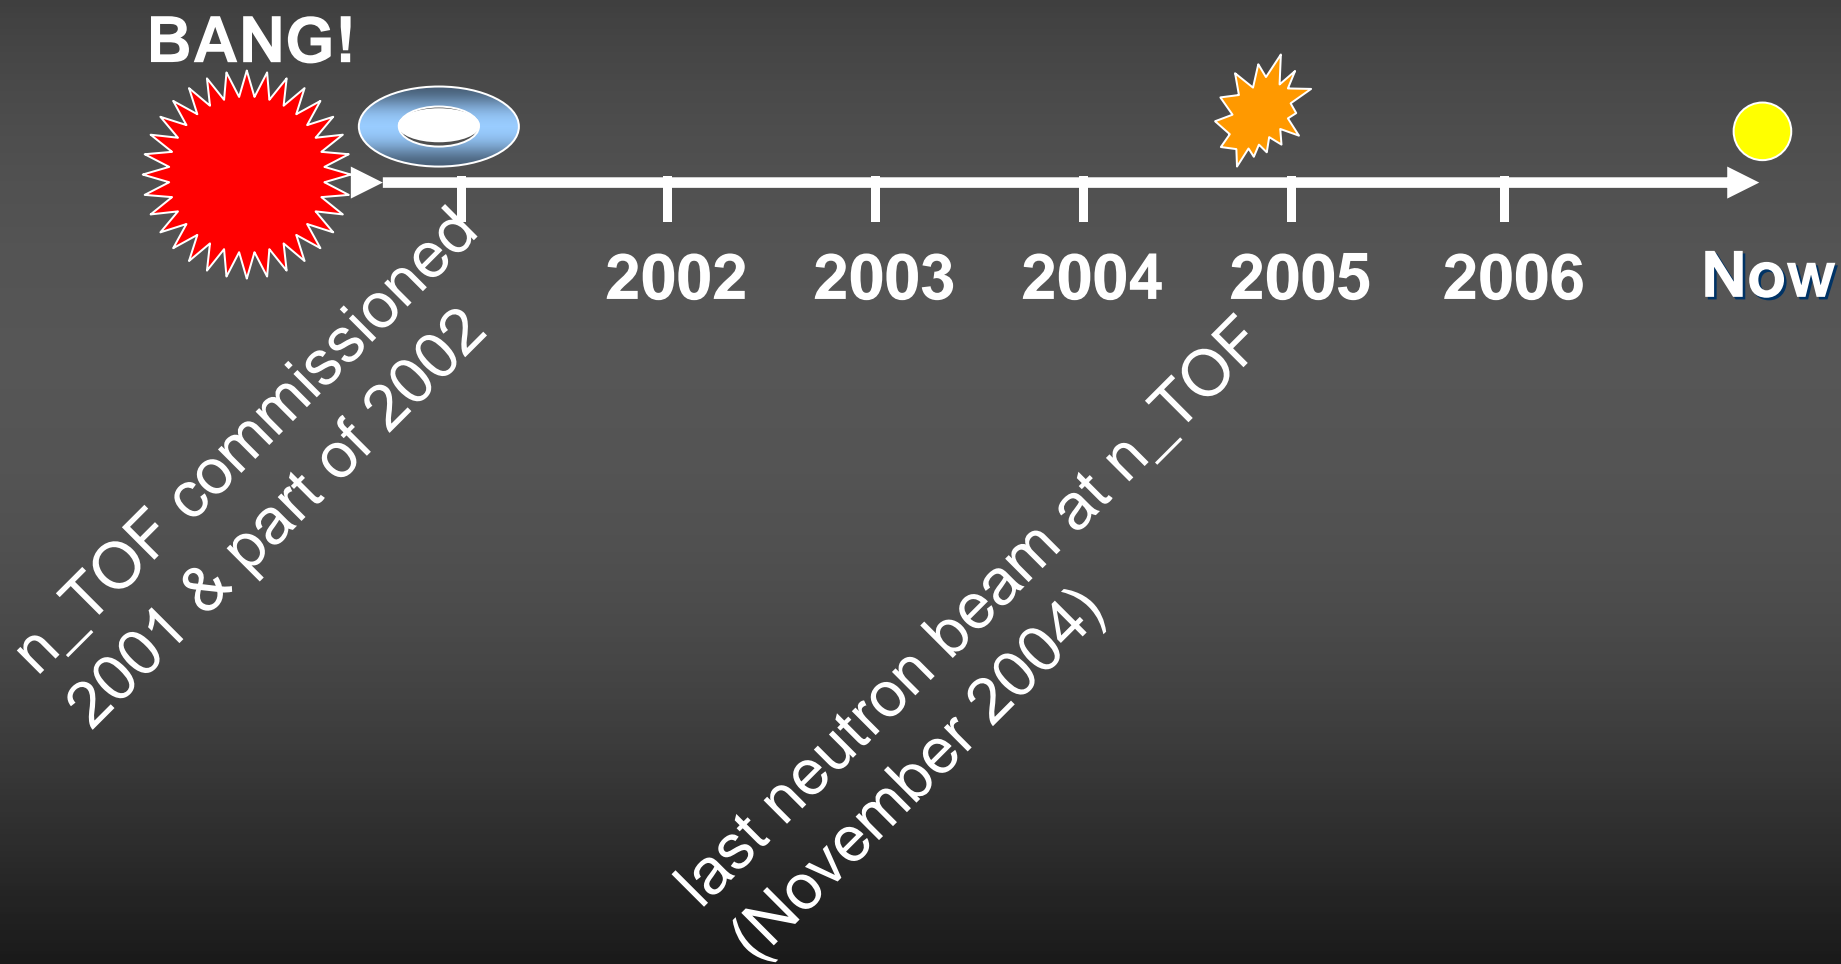 BANG!
2002 2003 2004 2005 2006 Now
n_TOF commissioned
2001 & part of 2002
last neutron beam at n_TOF
(November 2004)